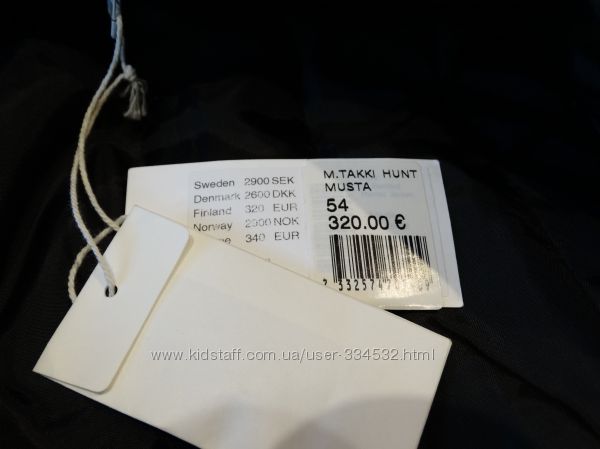 Sweden 2900 SEK
Denmark 2600 DKK
Finland 320 EUR
Norway NOK
340 EUR
M.TAKKI HUNT
MUSTA
54
320.00 €
www.kidstaff.com.ua/user-334532.html